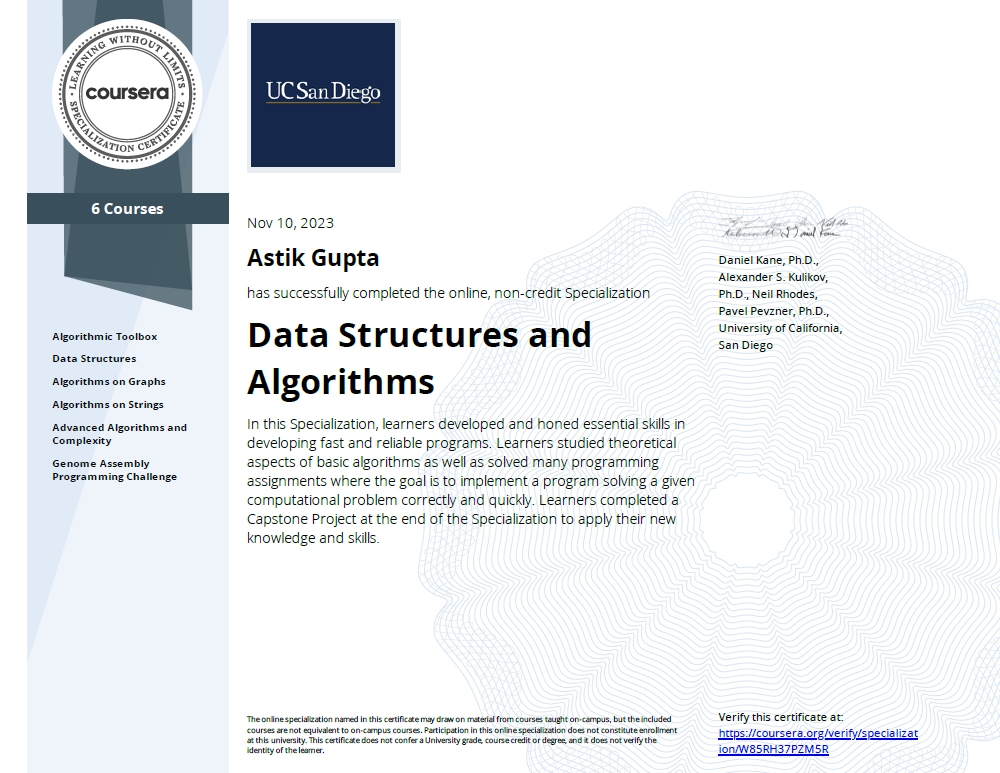 LEARNING WITHOUT LIMITS
coursera
SPECIALIZATION CERTIFICATE
UC San Diego
6 Courses
Algorithmic Toolbox
Data Structures
Algorithms on Graphs
Algorithms on Strings
Advanced Algorithms and
Complexity
Genome Assembly
Programming Challenge
Nov 10, 2023
Astik Gupta
has successfully completed the online, non-credit Specialization
Data Structures and
Algorithms
In this Specialization, learners developed and honed essential skills in
developing fast and reliable programs. Learners studied theoretical
aspects of basic algorithms as well as solved many programming
assignments where the goal is to implement a program solving a given
computational problem correctly and quickly. Learners completed a
Capstone Project at the end of the Specialization to apply their new
knowledge and skills.
Daniel Kane, Ph.D.,
Alexander S. Kulikov,
Ph.D., Neil Rhodes,
Pavel Pevzner, Ph.D.,
University of California,
San Diego
The online specialization named in this certificate may draw on material from courses taught on-campus, but the included
courses are not equivalent to on-campus courses. Participation in this online specialization does not constitute enrollment
at this university. This certificate does not confer a University grade, course credit or degree, and it does not verify the
identity of the learner.
Verify this certificate at:
https://coursera.org/verify/specializat
ion/W85RH37PZM5R